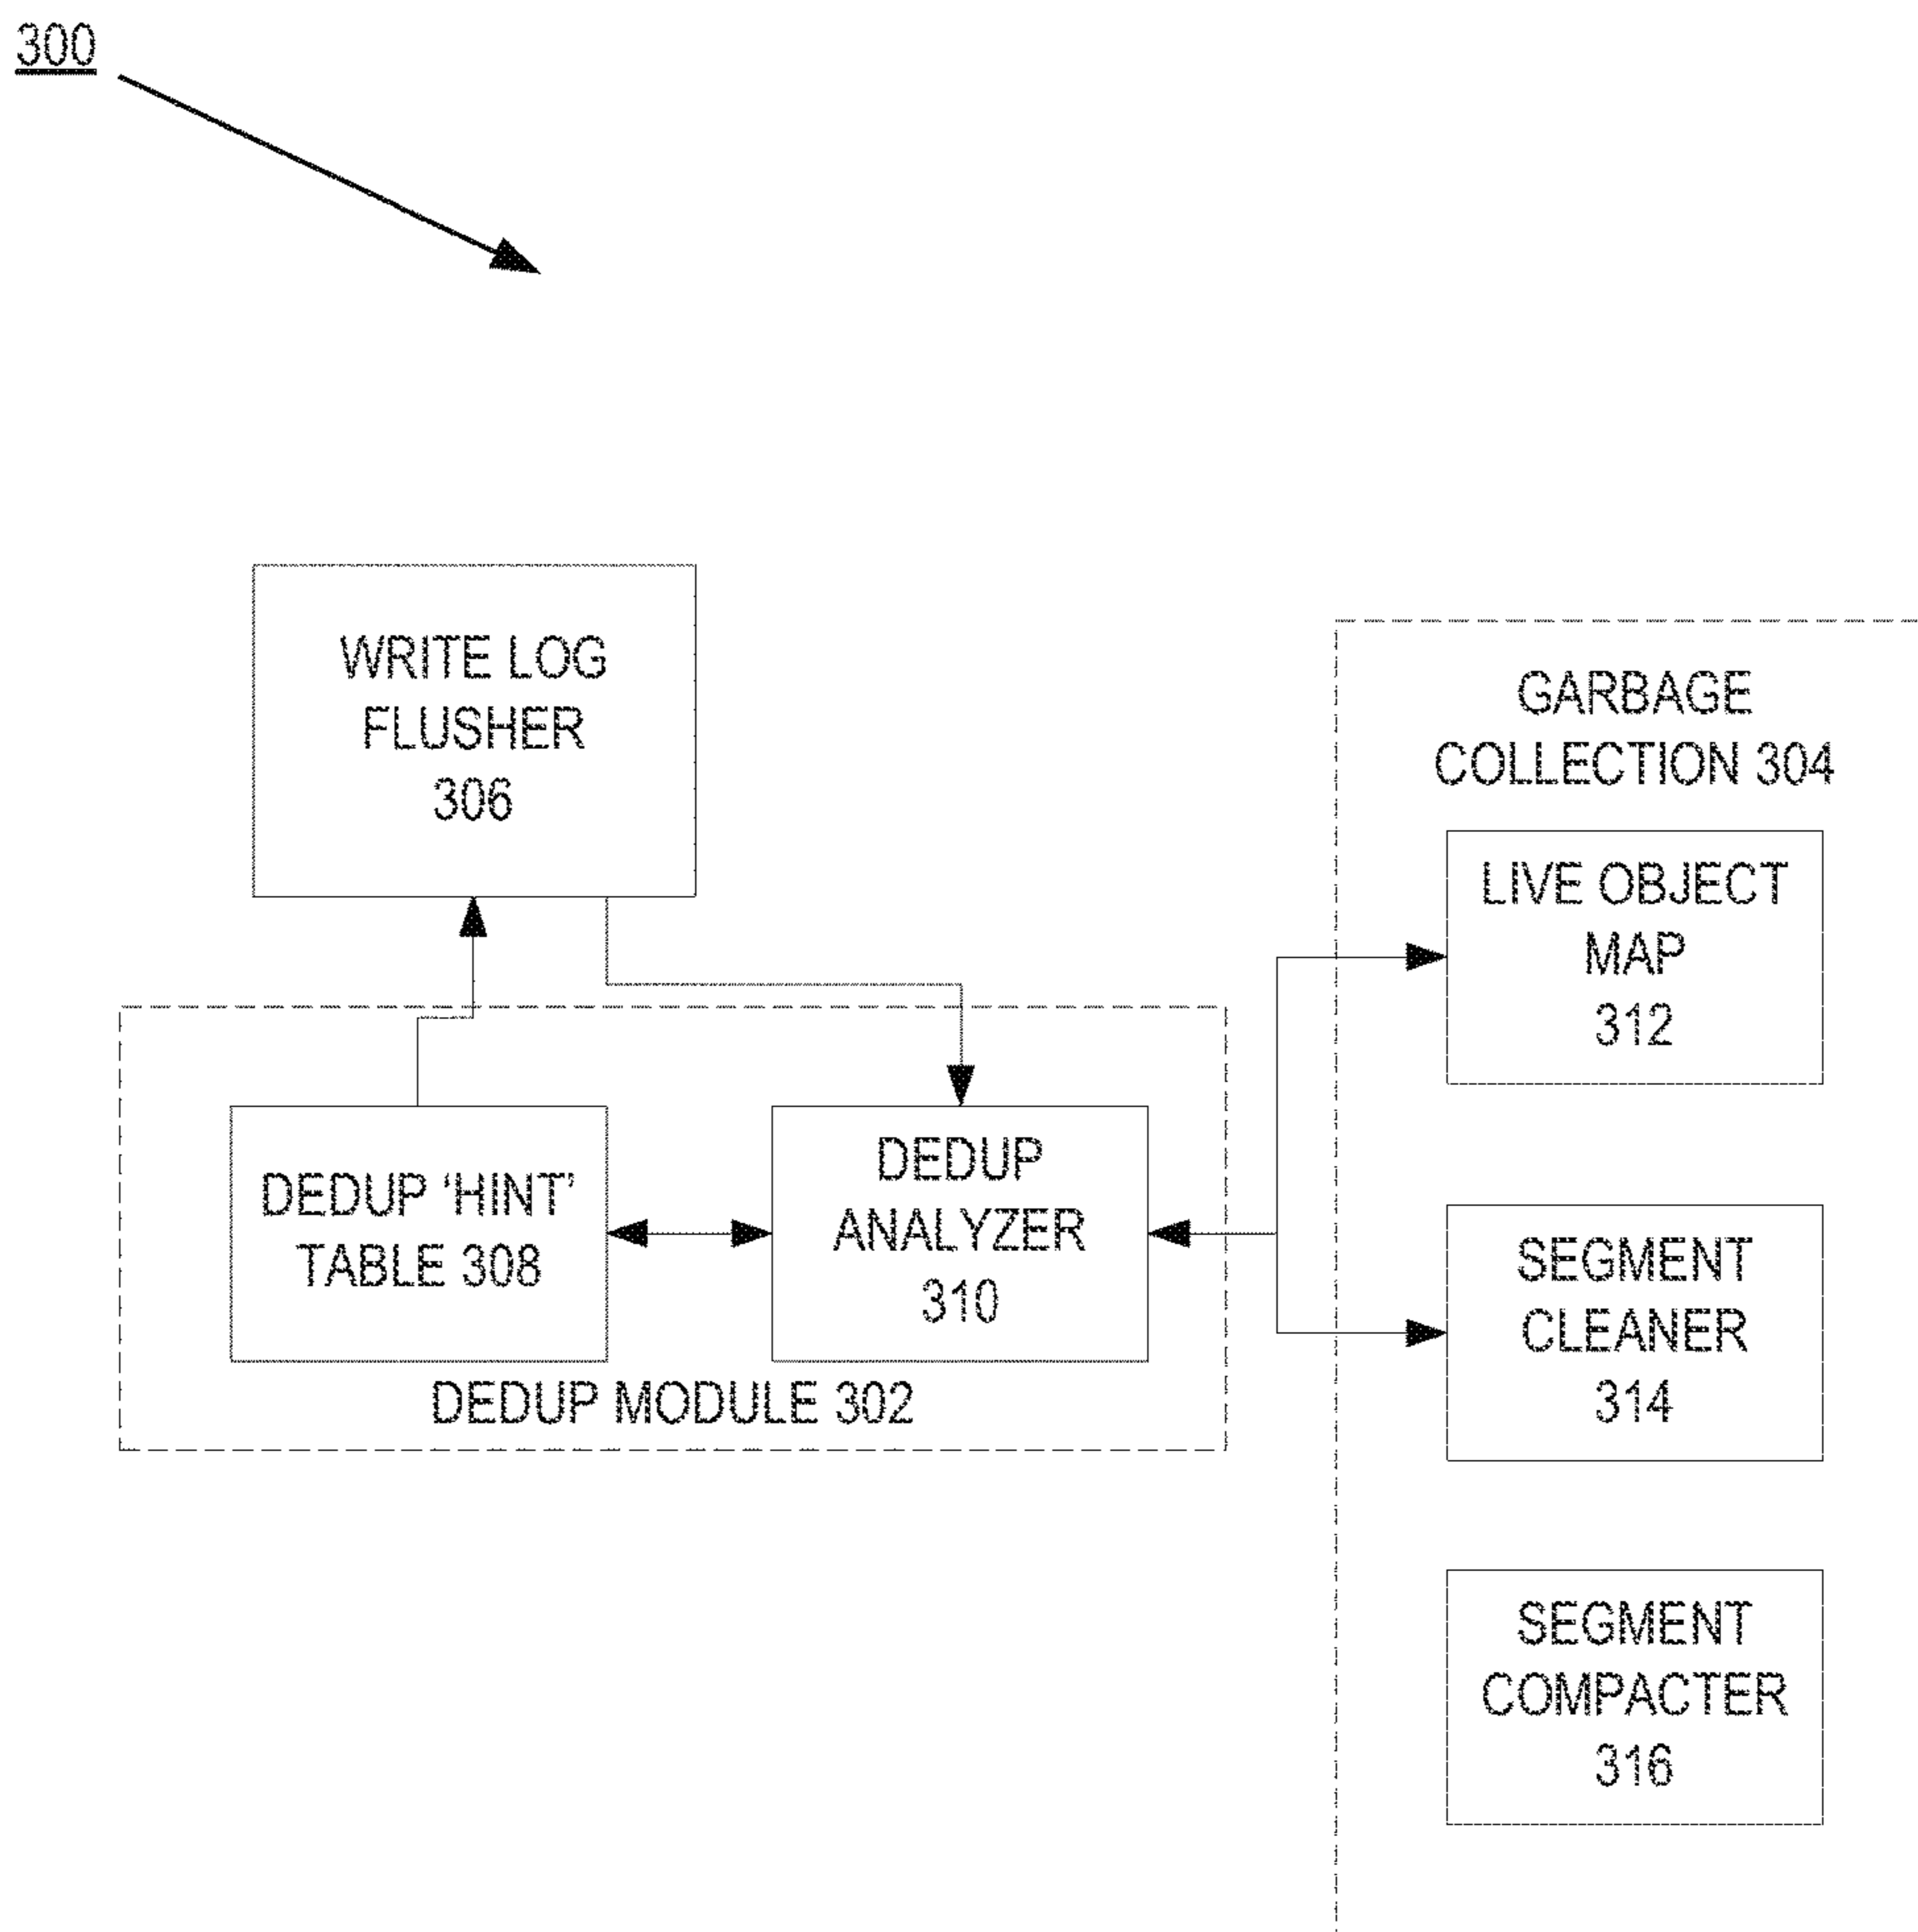 300
WRITE LOG
FLUSHER
306
GARBAGE
COLLECTION 304
LIVE OBJECT
MAP
312
DEDUP ‘HINT’
TABLE 308
DEDUP
ANALYZER
310
DEDUP MODULE 302
SEGMENT
CLEANER
314
SEGMENT
COMPACTER
316